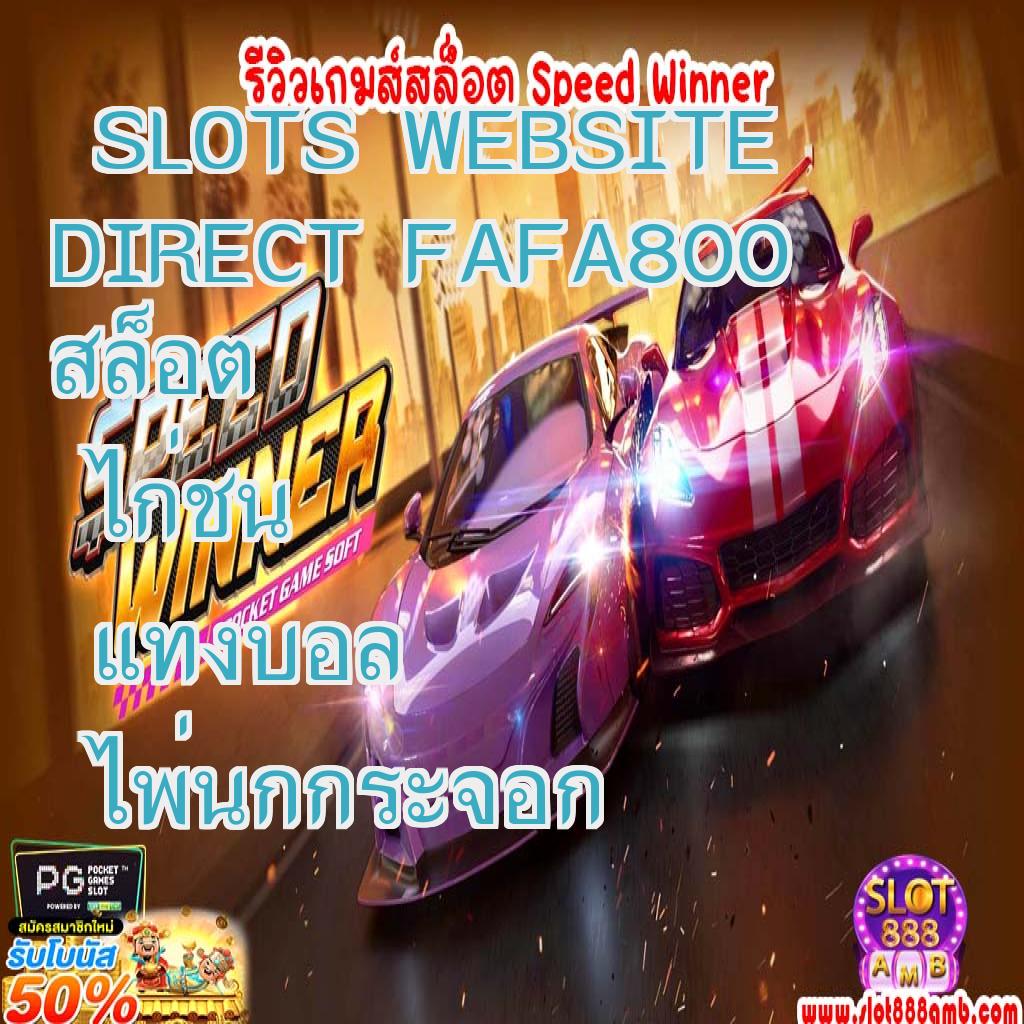 รีวิวเกมส์สล็อต Speed Winner
SLOTS WEBSITE
DIRECT FAFA800
สล็อต
ไก่ชน
แทงบอล
ไพ่นกกระจอก
SPEED
WINNER
POCKET GAME SOFT
PG POCKET GAMES SLOT
POWERED BY
สมัครสมาชิกใหม่
รับโบนัส
50%
SLOT
888
AMB
www.slot888amb.com